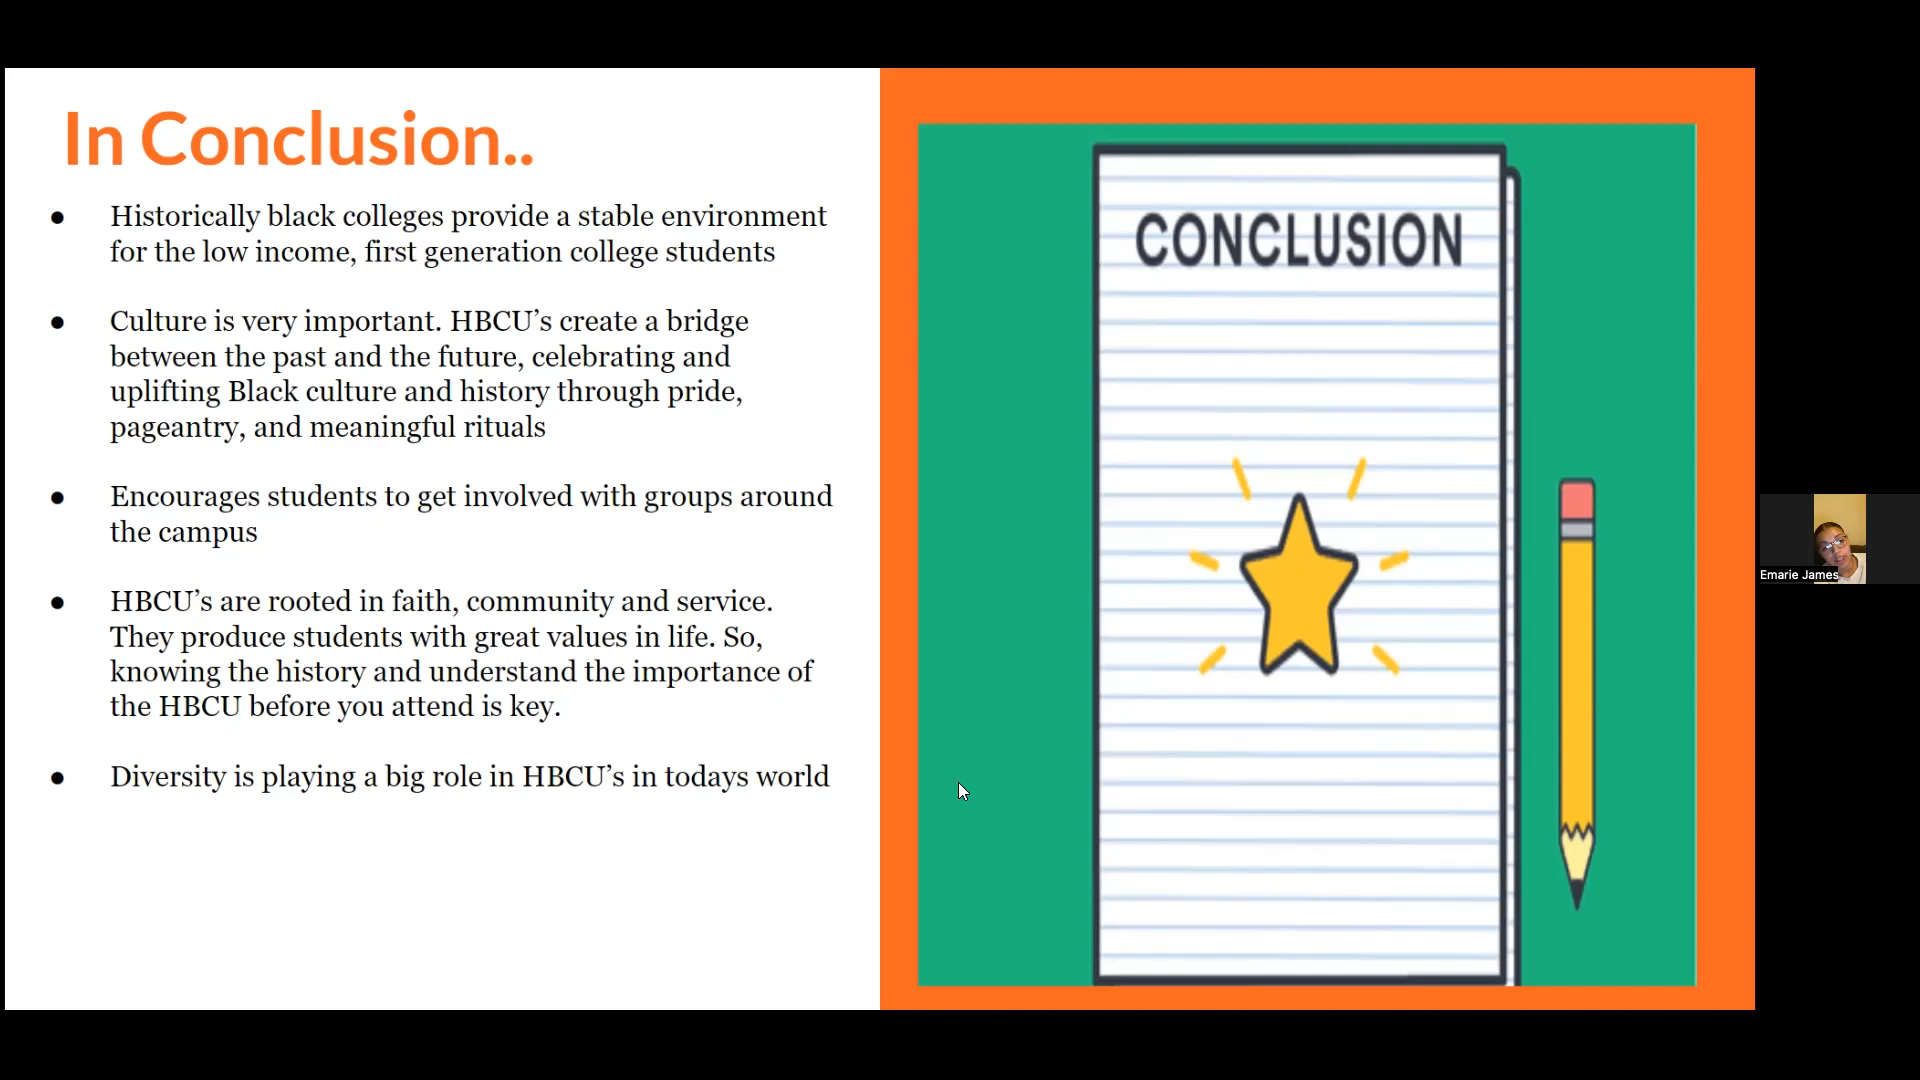 In Conclusion..
● Historically black colleges provide a stable environment
for the low income, first generation college students
● Culture is very important. HBCU’s create a bridge
between the past and the future, celebrating and
uplifting Black culture and history through pride,
pageantry, and meaningful rituals
● Encourages students to get involved with groups around
the campus
● HBCU’s are rooted in faith, community and service.
They produce students with great values in life. So,
knowing the history and understand the importance of
the HBCU before you attend is key.
● Diversity is playing a big role in HBCU’s in todays world
CONCLUSION
Emarie James